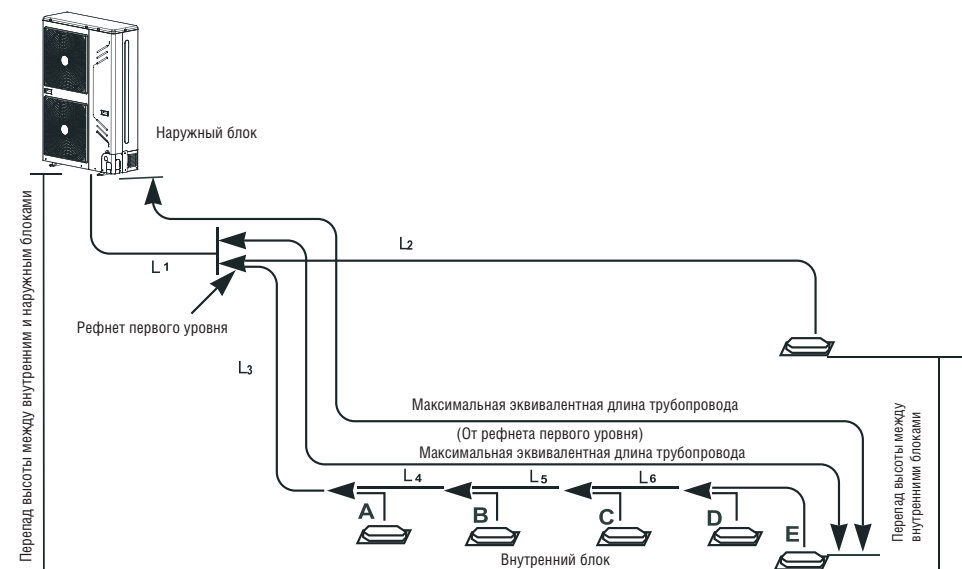 Наружный блок
Перепад высоты между внутренним и наружным блоками
L1
L2
Рефнет первого уровня
L3
Максимальная эквивалентная длина трубопровода
(От рефнета первого уровня)
Максимальная эквивалентная длина трубопровода
L4
L5
L6
A
B
C
D
E
Внутренний блок
Перепад высоты между
внутренними блоками